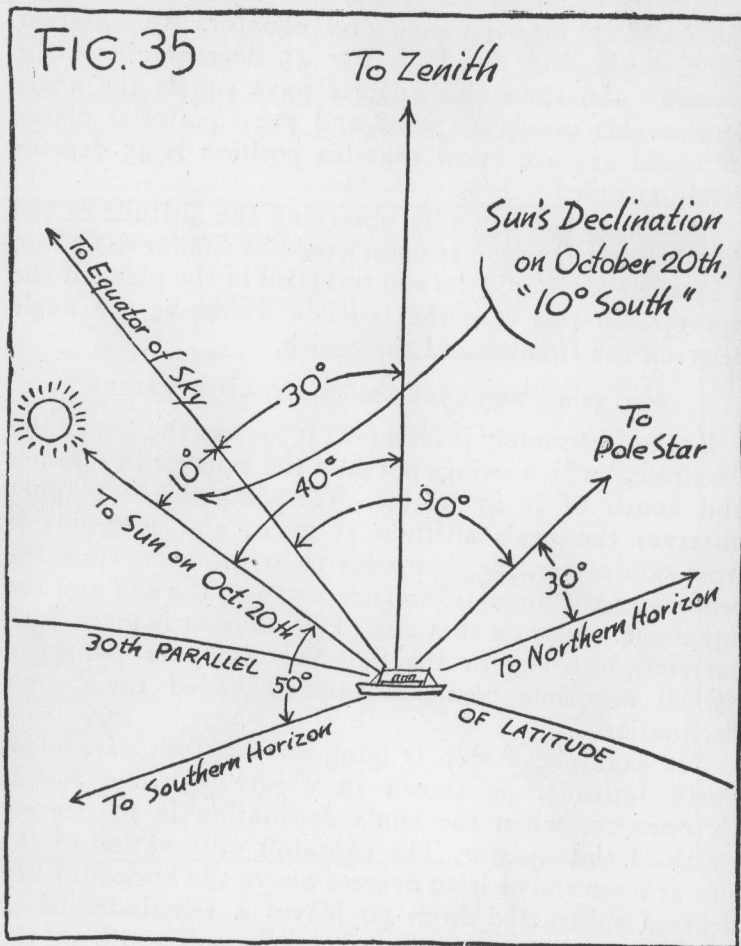 FIG. 35
To Zenith
Sun's Declination
on October 20th,
"10° South"
To Equator of Sky
30°
10°
40°
90°
To
Pole Star
30°
To Sun on Oct. 20th
To Northern Horizon
30TH PARALLEL
50°
OF LATITUDE
To Southern Horizon